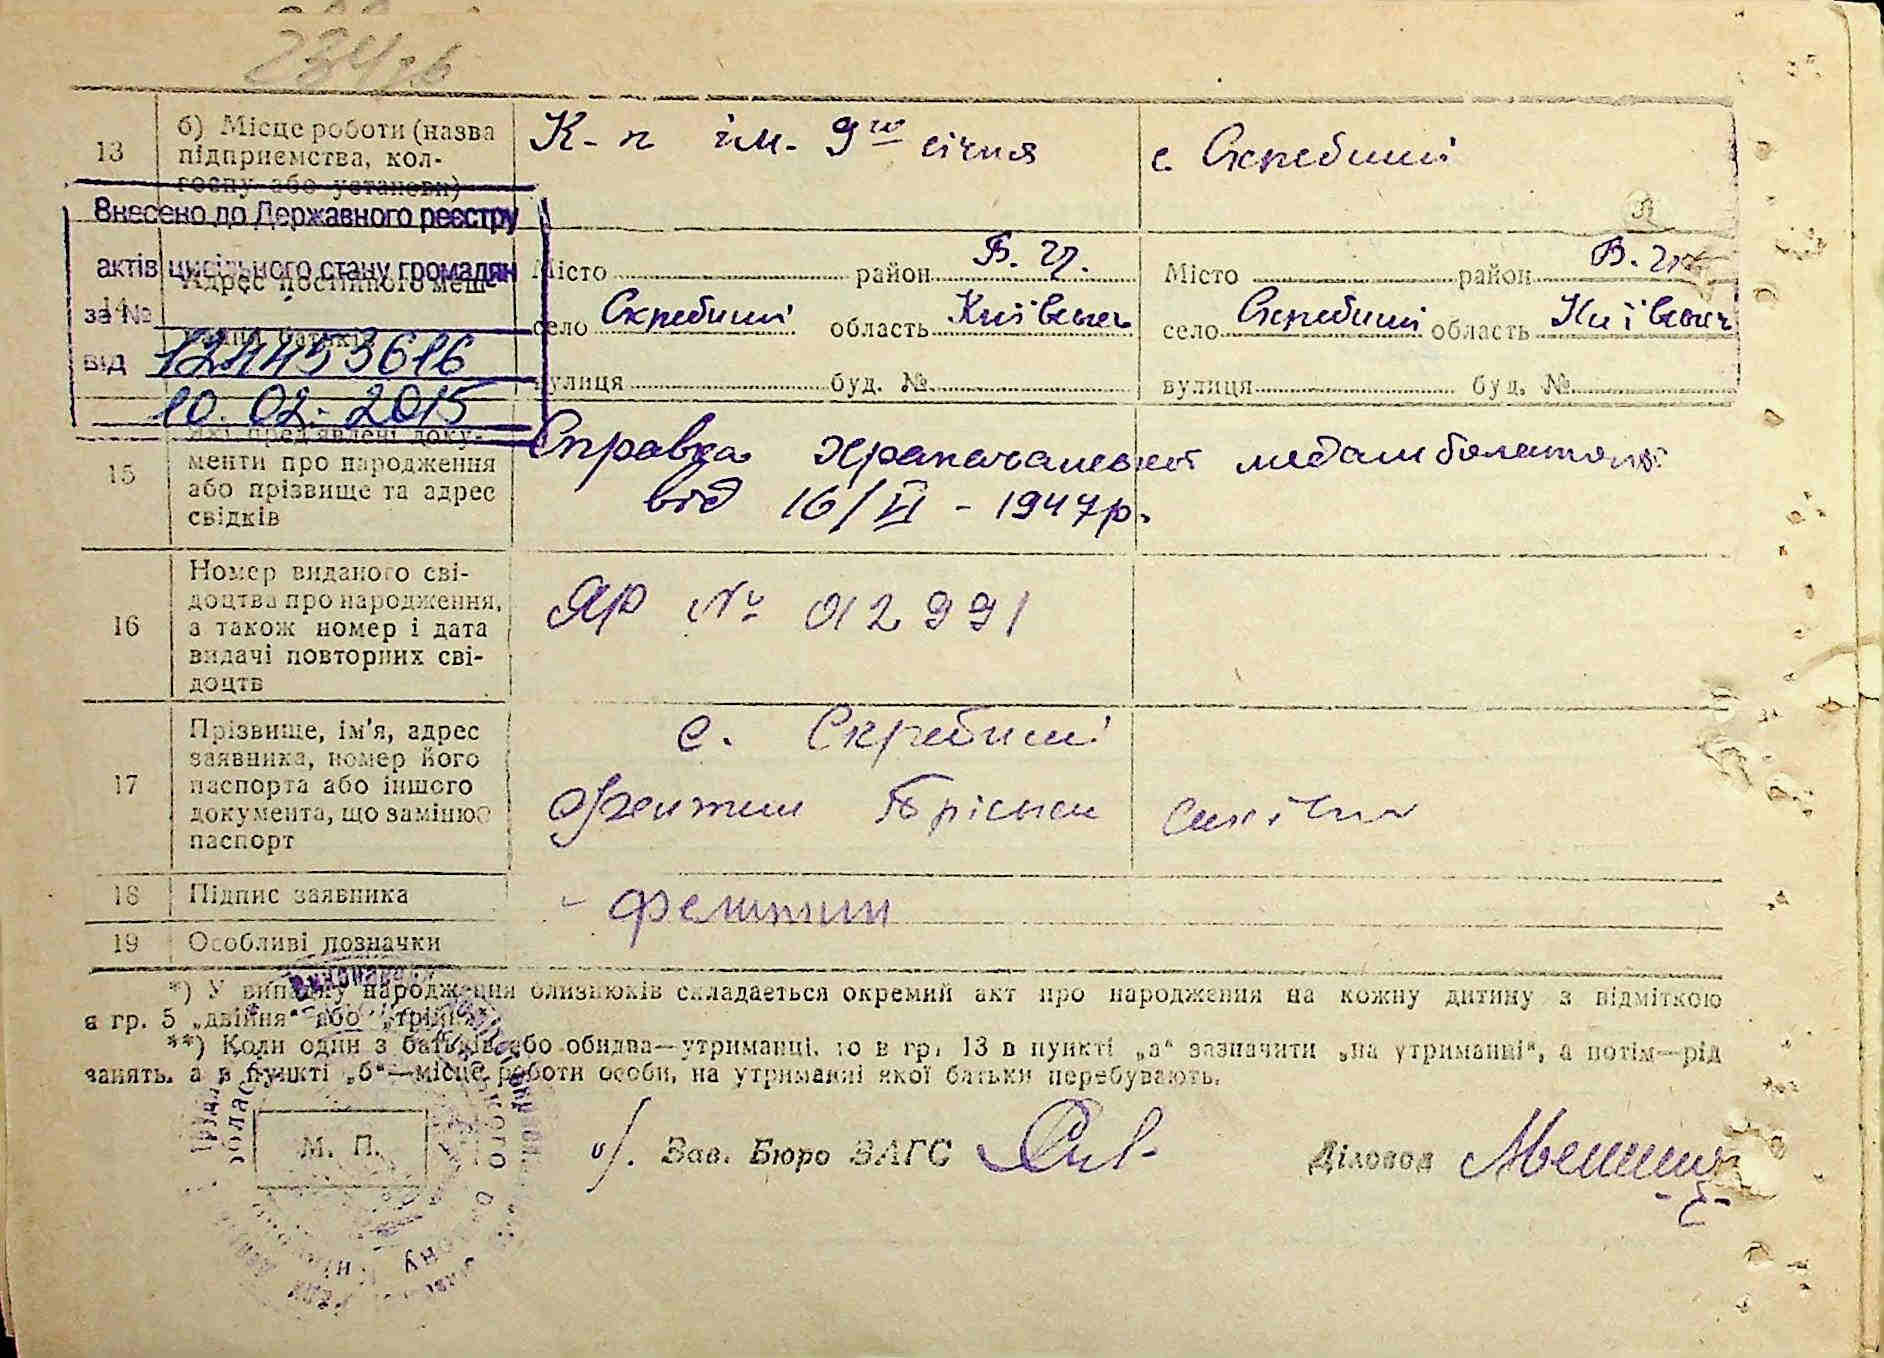 234 зв
13
б) Місце роботи (назва
підприємства, кол-
госпу або установи)
К-п ім. 9го січня
с. Скребиші
Внесено до Державного реєстру
актів цивільного стану громадян
за №
від 12445361 6
10.02.2015
14
Адрес постійного меш-
кання батьків
Місто район В. Ч.
село Скребиші область Київська
вулиця буд. №
Місто район В. Ч.
село Скребиші область Київська
вулиця буд. №
15
які пред'явлені доку-
менти про народження
або прізвище та адрес
свідків
Справка
від 16/VI - 1947р.
16
Номер виданого сві-
доцтва про народження,
а також номер і дата
видачі повторних сві-
доцтв
ЯР № 012991
17
Прізвище, ім'я, адрес
заявника, номер його
паспорта або іншого
документа, що замінює
паспорт
с. Скребиші
18
Підпис заявника
19
Особливі позначки
*) У випадку народження близнюків складається окремий акт про народження на кожну дитину з відміткою
в гр. 5 „двійня“ або „трійня“.
**) Коли один з батьків або обидва—утриманці, то в гр. 13 в пункті „а“ зазначити „на утриманні“, а потім—рід
занять, а в пункті „б“—місце роботи особи, на утриманні якої батьки перебувають.
М. П.
Зав. Бюро ЗАГС
Діловод